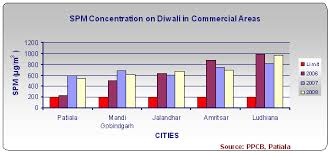 SPM Concentration on Diwali in Commercial Areas
SPM (µg/m³)
1200
1000
800
600
400
200
0
Patiala
Mandi
Gobindgarh
Jalandhar
Amritsar
Ludhiana
CITIES
Limit
2006
2007
2008
Source: PPCB, Patiala